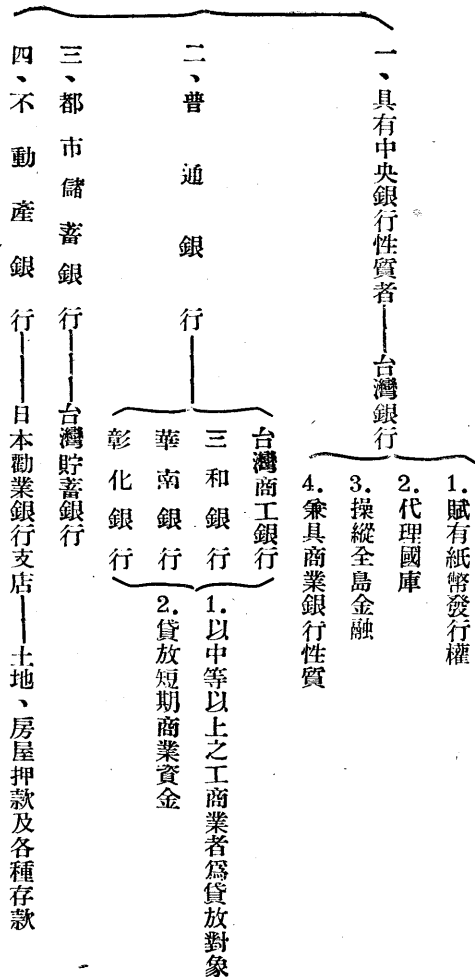 一、具有中央銀行性質者——台灣銀行
1.賦有紙幣發行權
2.代理國庫
3.操縱全島金融
4.兼具商業銀行性質
二、普通銀行——
台灣商工銀行
三和銀行
華南銀行
彰化銀行
1.以中等以上之工商業者爲貸放對象
2.貸放短期商業資金
三、都市儲蓄銀行——台灣貯蓄銀行
四、不動產銀行——日本勸業銀行支店——土地、房屋押款及各種存款